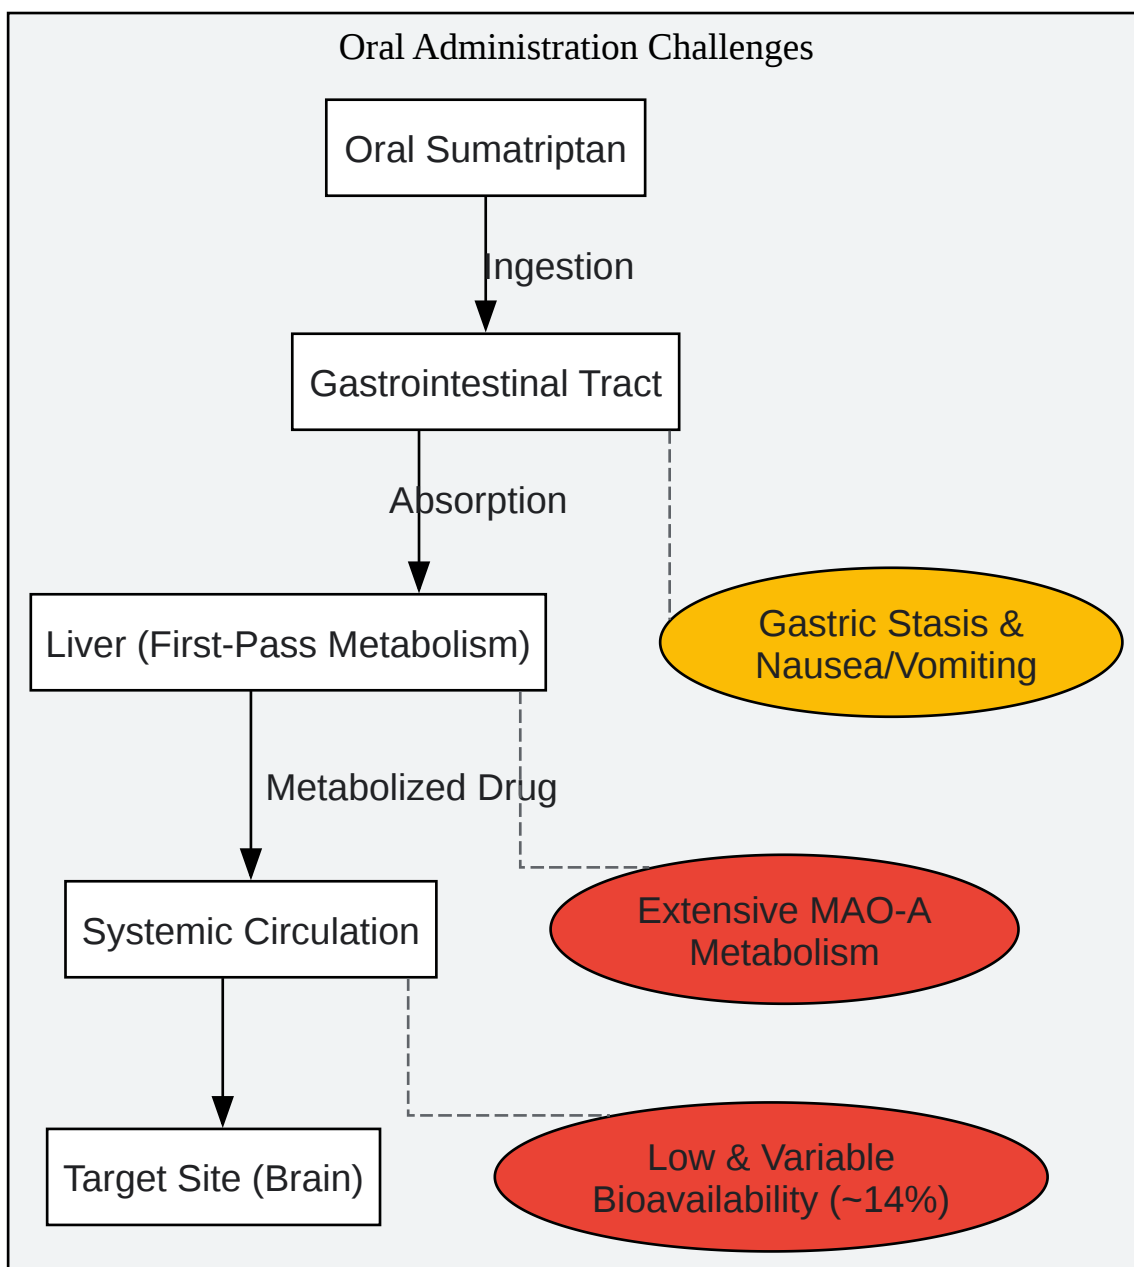 Oral Administration Challenges
Oral Sumatriptan
Ingestion
Gastrointestinal Tract
Absorption
Gastric Stasis &
Nausea/Vomiting
Liver (First-Pass Metabolism)
Metabolized Drug
Extensive MAO-A
Metabolism
Systemic Circulation
Low & Variable
Bioavailability (~14%)
Target Site (Brain)